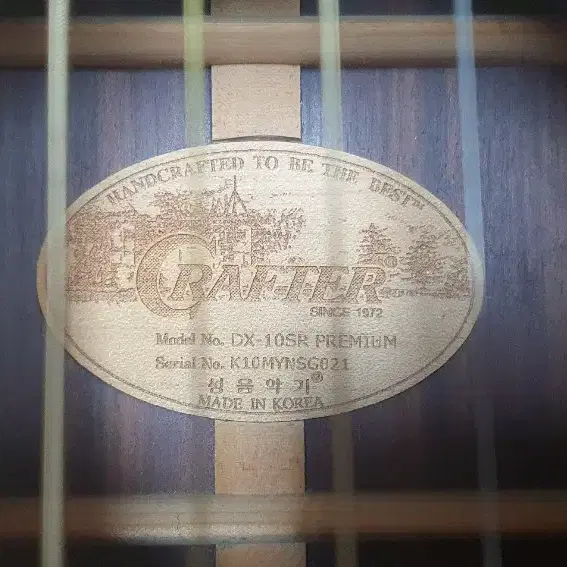 HANDCRAFTED TO BE THE BEST™
CRAFTER®
SINCE 1972
Model No. DX-10SR PREMIUM
Serial No. K10MYNSG021
성음악기®
MADE IN KOREA